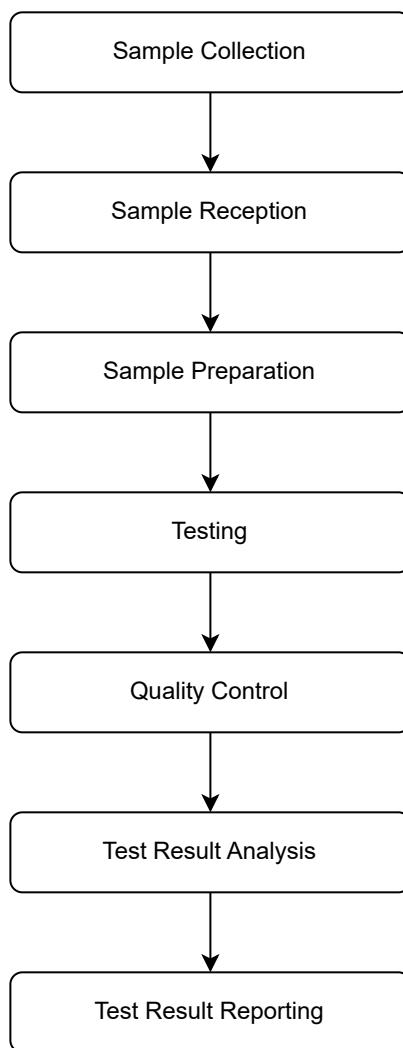 Sample Collection
Sample Reception
Sample Preparation
Testing
Quality Control
Test Result Analysis
Test Result Reporting